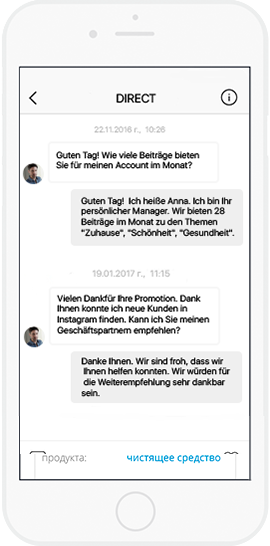 DIRECT
22.11.2016 г., 10:26
Guten Tag! Wie viele Beiträge bieten
Sie für meinen Account im Monat?
Guten Tag! Ich heiße Anna. Ich bin Ihr
persönlicher Manager. Wir bieten 28
Beiträge im Monat zu den Themen
"Zuhause", "Schönheit", "Gesundheit".
19.01.2017 г., 11:15
Vielen Dankfür Ihre Promotion. Dank
Ihnen konnte ich neue Kunden in
Instagram finden. Kann ich Sie meinen
Geschäftspartnern empfehlen?
Danke Ihnen. Wir sind froh, dass wir
Ihnen helfen konnten. Wir würden für
die Weiterempfehlung sehr dankbar
sein.
продукта: чистящее средство